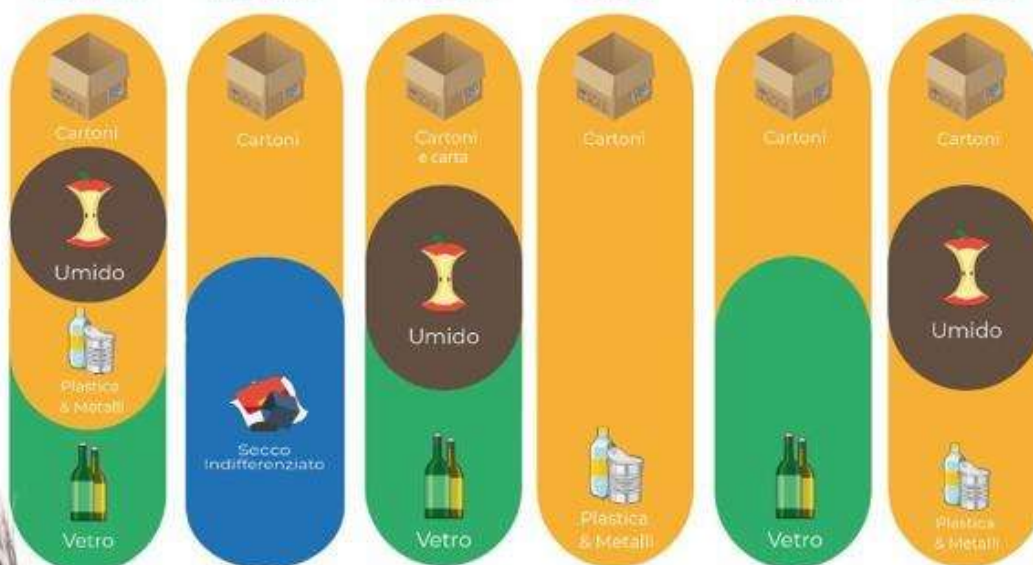 Cartoni
Umido
Plastica
& Metalli
Vetro
Cartoni
Secco
Indifferenziato
Cartoni
e carta
Umido
Vetro
Cartoni
Plastica
& Metalli
Cartoni
Vetro
Cartoni
Umido
Plastica
& Metalli